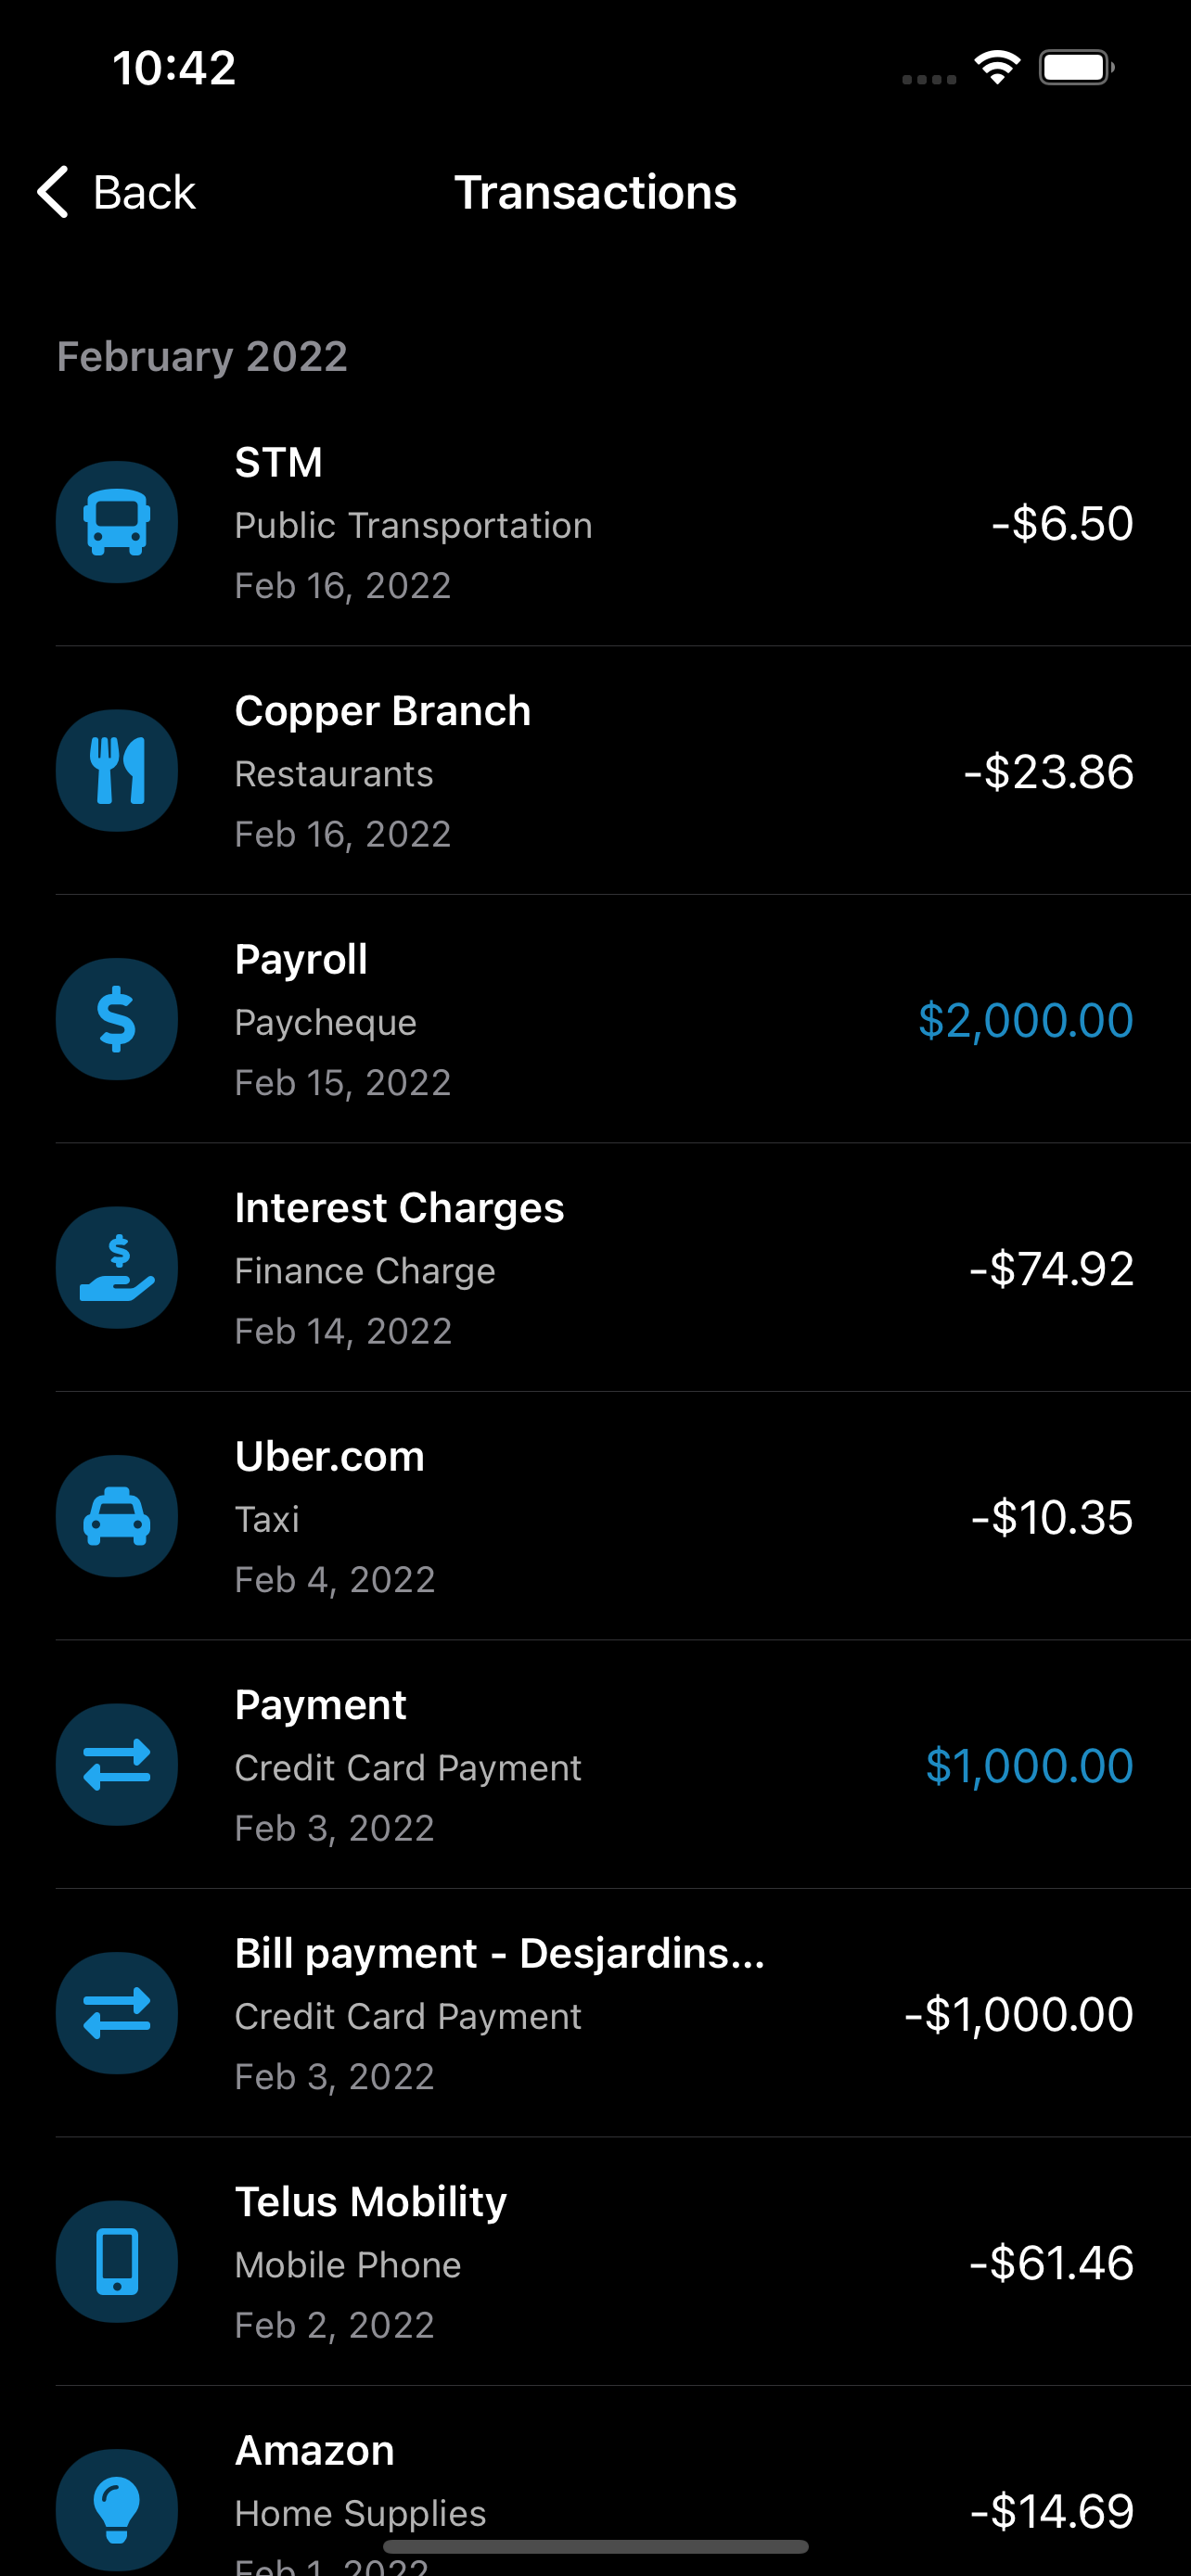 10:42
Back
Transactions
February 2022
STM
Public Transportation
-$6.50
Feb 16, 2022
Copper Branch
Restaurants
-$23.86
Feb 16, 2022
Payroll
Paycheque
$2,000.00
Feb 15, 2022
Interest Charges
Finance Charge
-$74.92
Feb 14, 2022
Uber.com
Taxi
-$10.35
Feb 4, 2022
Payment
Credit Card Payment
$1,000.00
Feb 3, 2022
Bill payment - Desjardins...
Credit Card Payment
-$1,000.00
Feb 3, 2022
Telus Mobility
Mobile Phone
-$61.46
Feb 2, 2022
Amazon
Home Supplies
-$14.69
Feb 1, 2022